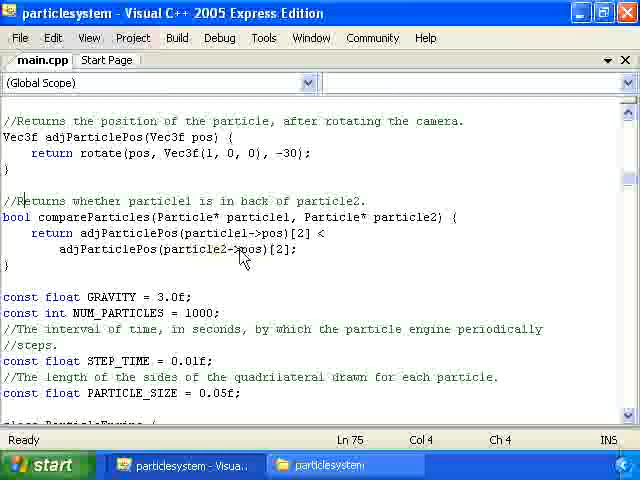 particlesystem - Visual C++ 2005 Express Edition
File Edit View Project Build Debug Tools Window Community Help
main.cpp Start Page
(Global Scope)
//Returns the position of the particle, after rotating the camera.
Vec3f adjParticlePos(Vec3f pos) {
return rotate(pos, Vec3f(1, 0, 0), -30);
}
//Returns whether particle1 is in back of particle2.
bool compareParticles(Particle* particle1, Particle* particle2) {
return adjParticlePos(particle1->pos)[2] <
adjParticlePos(particle2->pos)[2];
}
const float GRAVITY = 3.0f;
const int NUM_PARTICLES = 1000;
//The interval of time, in seconds, by which the particle engine periodically
//steps.
const float STEP_TIME = 0.01f;
//The length of the sides of the quadrilateral drawn for each particle.
const float PARTICLE_SIZE = 0.05f;
class ParticleEngine {
Ready Ln 75 Col 4 Ch 4 INS
start particlesystem - Visua... particlesystem